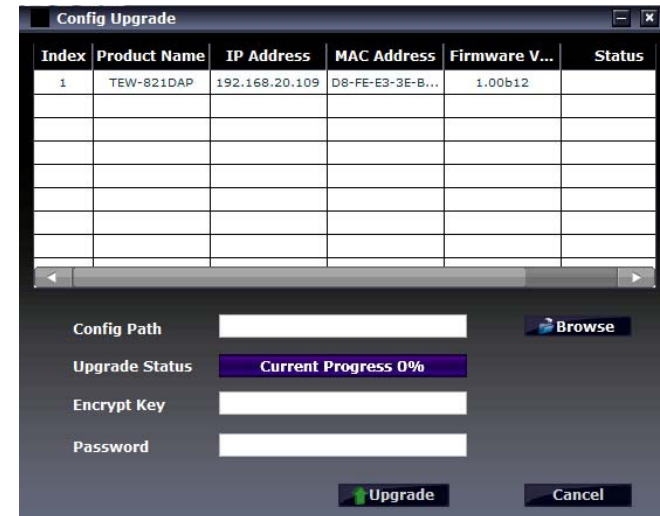 Config Upgrade
Index Product Name IP Address MAC Address Firmware V... Status
1 TEW-821DAP 192.168.20.109 D8-FE-E3-3E-B... 1.00b12
Config Path Browse
Upgrade Status Current Progress 0%
Encrypt Key
Password
Upgrade Cancel